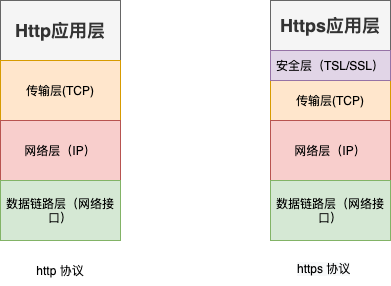 Http应用层
传输层(TCP)
网络层（IP）
数据链路层（网络接
口）
http 协议
Https应用层
安全层（TSL/SSL）
传输层(TCP)
网络层（IP）
数据链路层（网络接
口）
https 协议